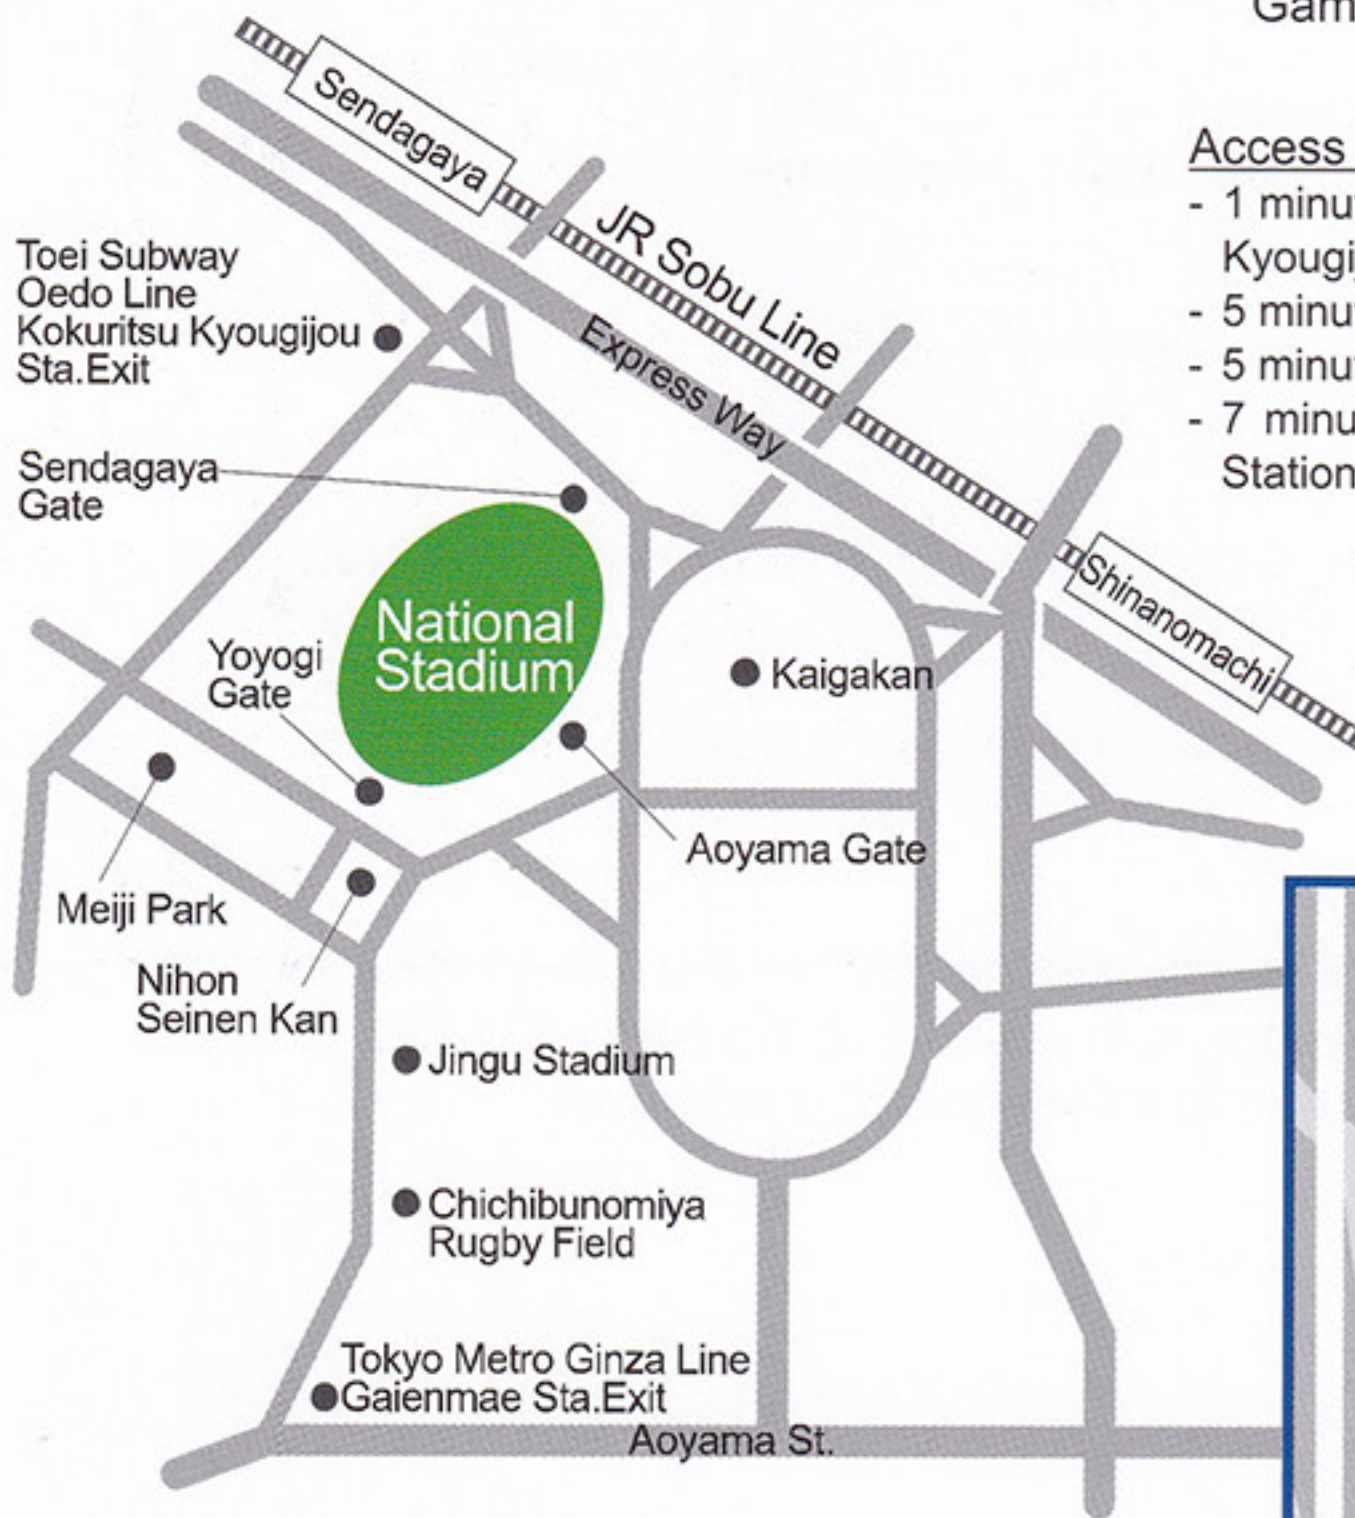 Gam
Sendagaya
Access
- 1 minu
Kyougi
- 5 minu
- 5 minu
- 7 minu
Station
JR Sobu Line
Toei Subway
Oedo Line
Kokuritsu Kyougijou
Sta.Exit
Express Way
Sendagaya
Gate
Shinanomachi
National
Stadium
Yoyogi
Gate
Kaigakan
Aoyama Gate
Meiji Park
Nihon
Seinen Kan
Jingu Stadium
Chichibunomiya
Rugby Field
Tokyo Metro Ginza Line
Gaienmae Sta.Exit
Aoyama St.